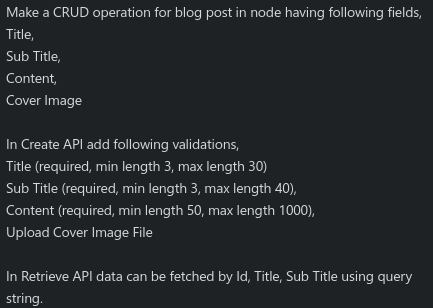 Make a CRUD operation for blog post in node having following fields,
Title,
Sub Title,
Content,
Cover Image
In Create API add following validations,
Title (required, min length 3, max length 30)
Sub Title (required, min length 3, max length 40),
Content (required, min length 50, max length 1000),
Upload Cover Image File
In Retrieve API data can be fetched by Id, Title, Sub Title using query
string.